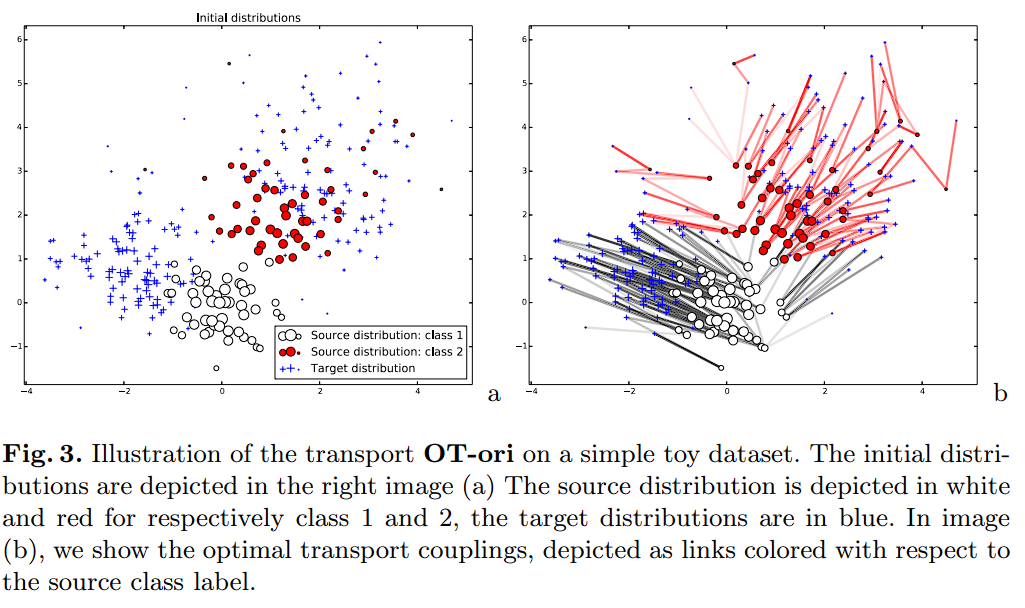 Initial distributions
6
5
4
3
2
1
0
−1
−4
−2
0
2
4
Source distribution: class 1
Source distribution: class 2
Target distribution
a
6
5
4
3
2
1
0
−1
−4
−2
0
2
4
b
Fig. 3. Illustration of the transport OT-ori on a simple toy dataset. The initial distri-
butions are depicted in the right image (a) The source distribution is depicted in white
and red for respectively class 1 and 2, the target distributions are in blue. In image
(b), we show the optimal transport couplings, depicted as links colored with respect to
the source class label.